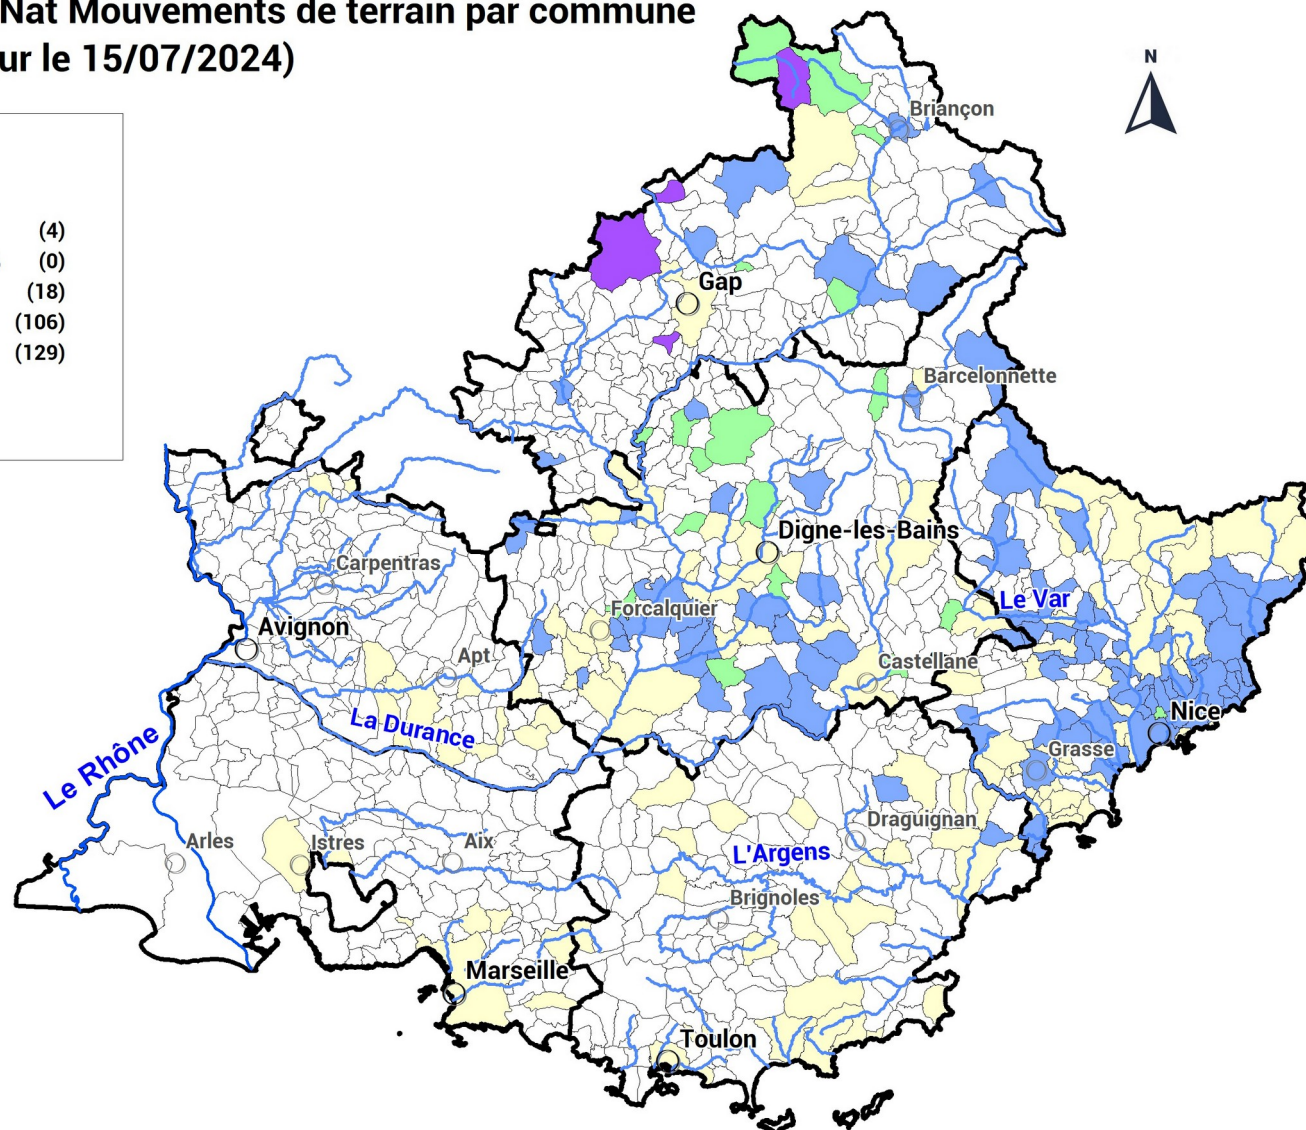 Nat Mouvements de terrain par commune
ur le 15/07/2024)
N
(4)
(0)
(18)
(106)
(129)
Briançon
Gap
Barcelonnette
Digne-les-Bains
Carpentras
Le Var
Forcalquier
Avignon
Apt
Castellane
La Durance
Nice
Le Rhône
Grasse
Draguignan
Arles
Istres
Aix
L'Argens
Brignoles
Marseille
Toulon